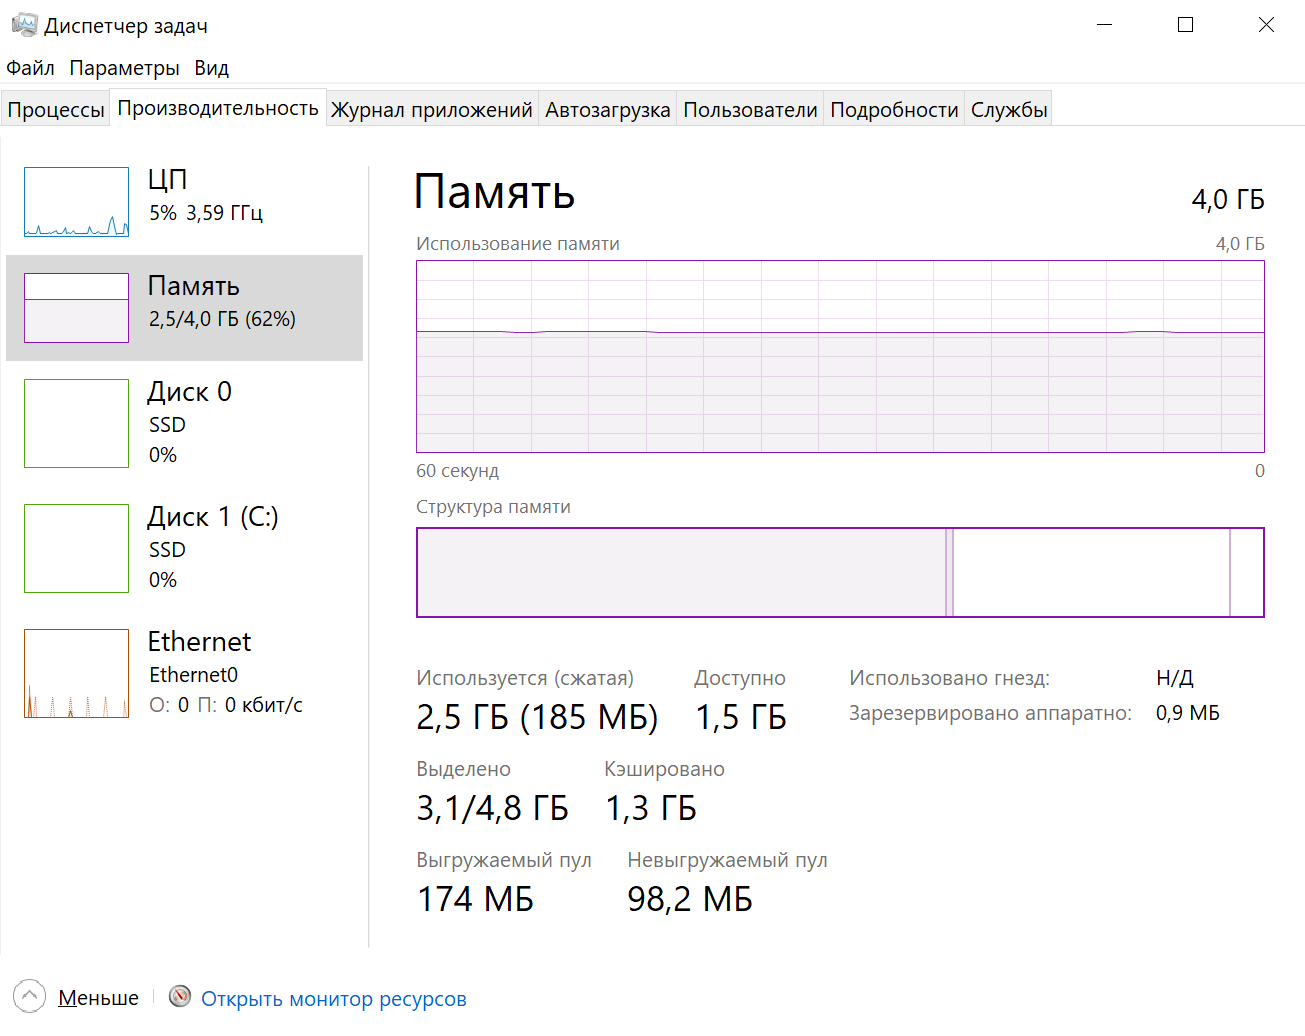 Диспетчер задач
Файл Параметры Вид
Процессы Производительность Журнал приложений Автозагрузка Пользователи Подробности Службы
ЦП
5% 3,59 ГГц
Память
2,5/4,0 ГБ (62%)
Диск 0
SSD
0%
Диск 1 (C:)
SSD
0%
Ethernet
Ethernet0
О: 0 П: 0 кбит/с
Память 4,0 ГБ
Использование памяти 4,0 ГБ
60 секунд 0
Структура памяти
Используется (сжатая) Доступно
2,5 ГБ (185 МБ) 1,5 ГБ
Выделено Кэшировано
3,1/4,8 ГБ 1,3 ГБ
Выгружаемый пул Невыгружаемый пул
174 МБ 98,2 МБ
Использовано гнезд: Н/Д
Зарезервировано аппаратно: 0,9 МБ
Меньше Открыть монитор ресурсов